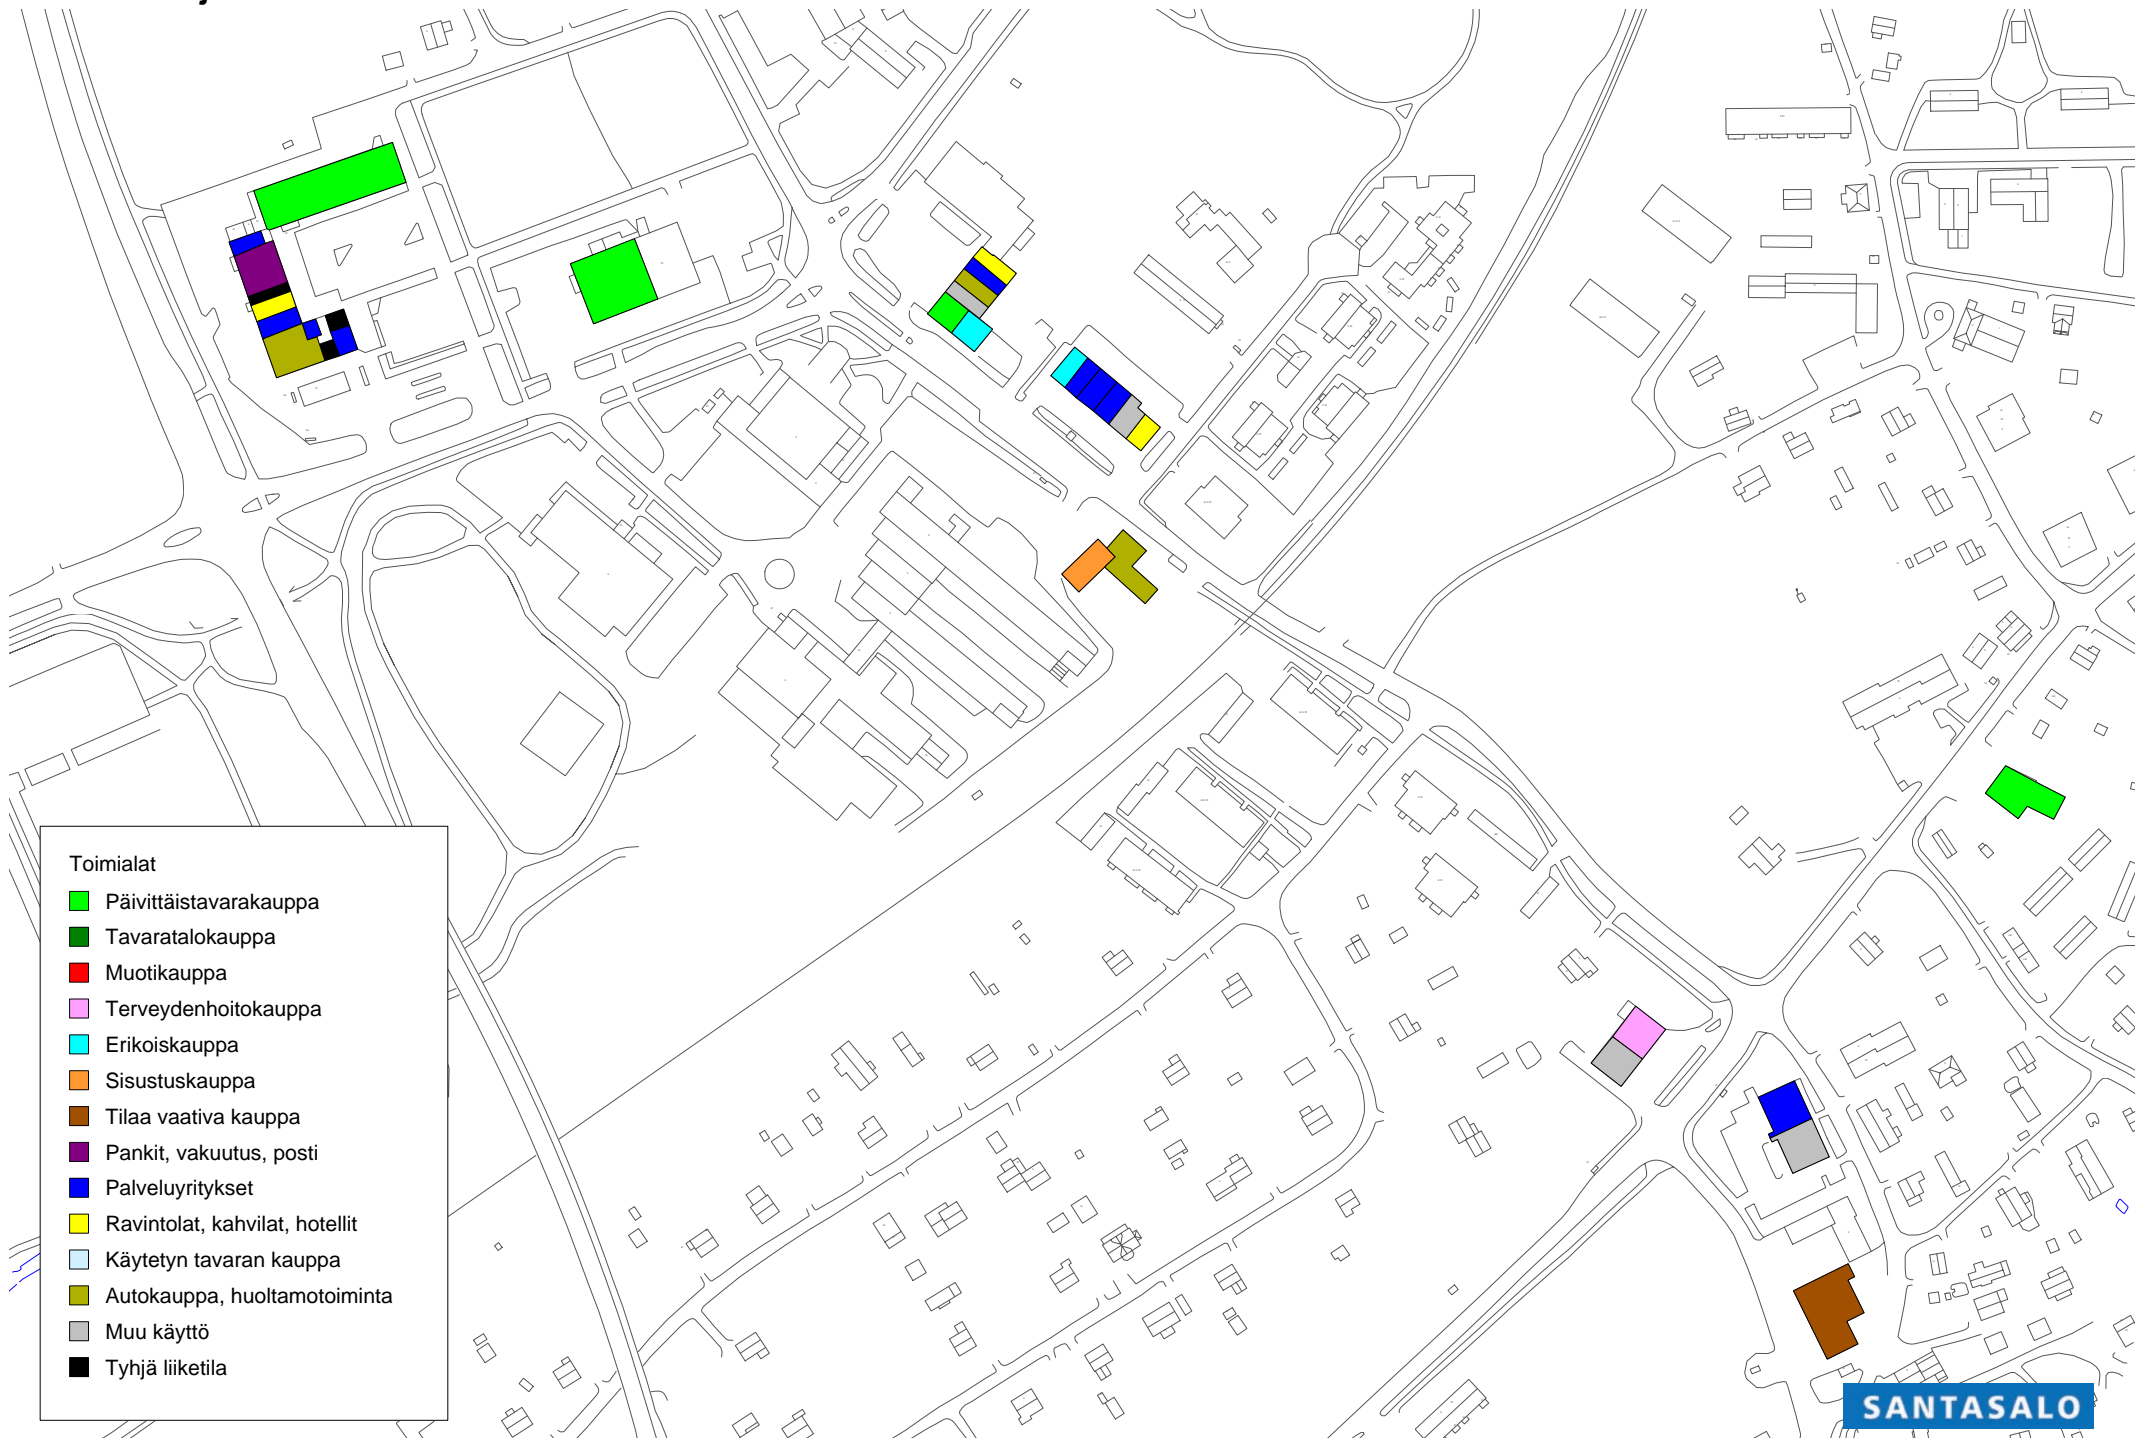 Toimialat
Päivittäistavarakauppa
Tavaratalokauppa
Muotikauppa
Terveydenhoitokauppa
Erikoiskauppa
Sisustuskauppa
Tilaa vaativa kauppa
Pankit, vakuutus, posti
Palveluyritykset
Ravintolat, kahvilat, hotellit
Käytetyn tavaran kauppa
Autokauppa, huoltamotoiminta
Muu käyttö
Tyhjä liiketila
SANTASALO